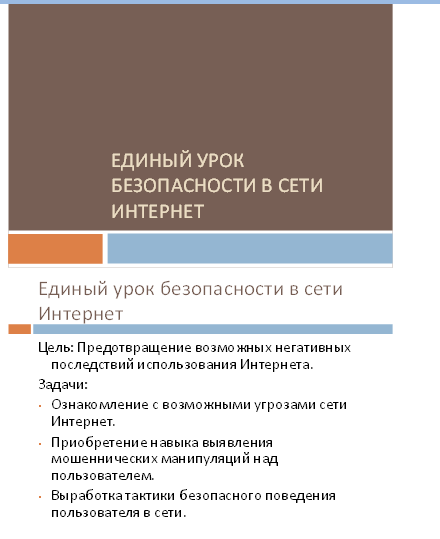 ЕДИНЫЙ УРОК
БЕЗОПАСНОСТИ В СЕТИ
ИНТЕРНЕТ
Единый урок безопасности в сети
Интернет
Цель: Предотвращение возможных негативных
последствий использования Интернета.
Задачи:
Ознакомление с возможными угрозами сети
Интернет.
Приобретение навыка выявления
мошеннических манипуляций над
пользователем.
Выработка тактики безопасного поведения
пользователя в сети.